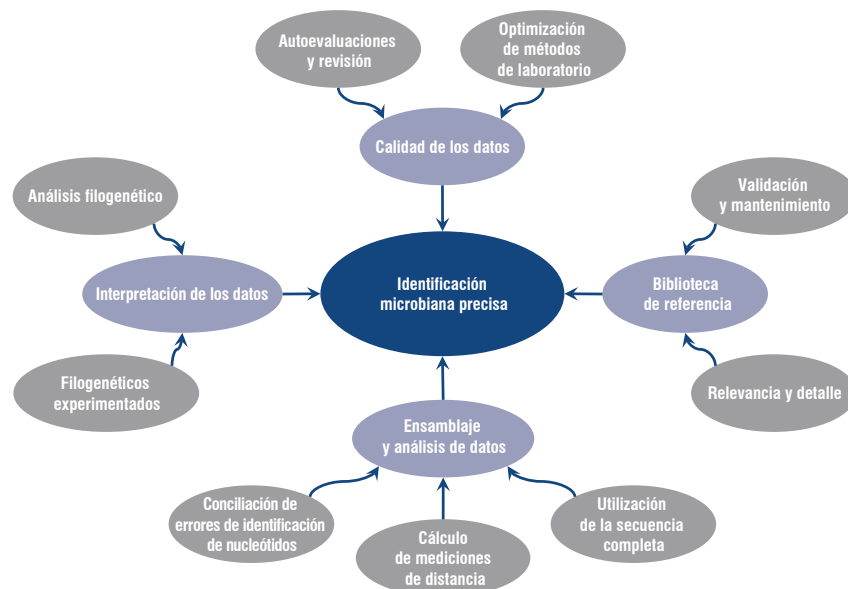 Autoevaluaciones
y revisión
Optimización
de métodos
de laboratorio
Calidad de los datos
Análisis filogenético
Validación
y mantenimiento
Interpretación de los datos
Identificación
microbiana precisa
Biblioteca
de referencia
Filogenéticos
experimentados
Relevancia y detalle
Ensamblaje
y análisis de datos
Conciliación de
errores de identificación
de nucleótidos
Cálculo
de mediciones
de distancia
Utilización
de la secuencia
completa